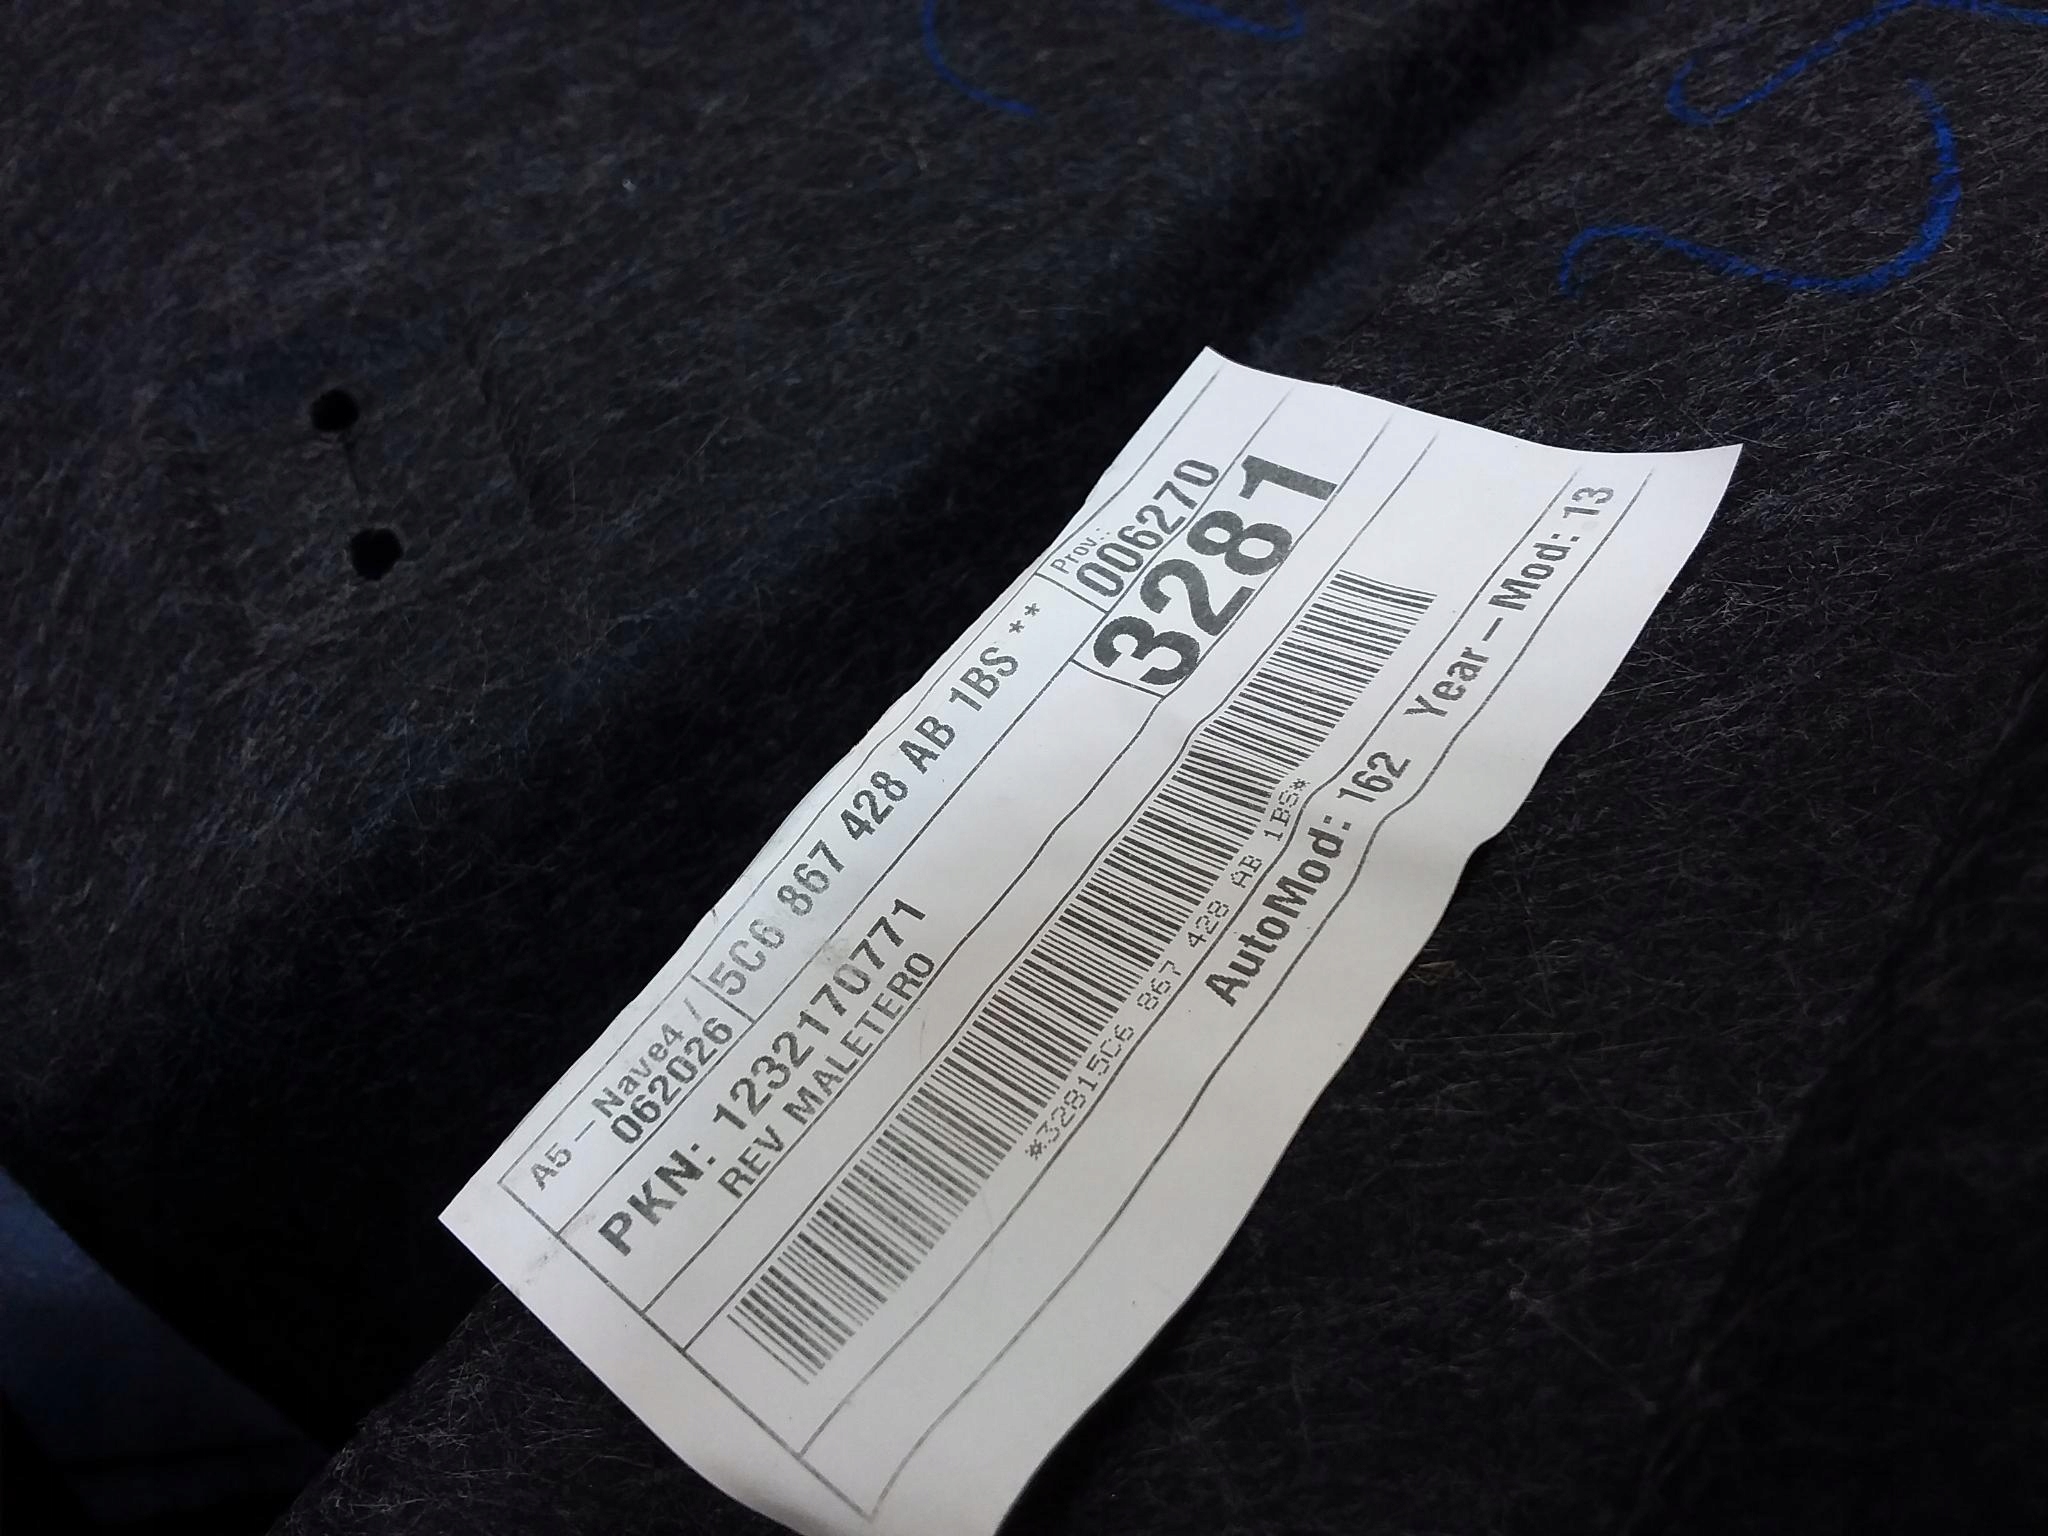 A5-Nave4 /
062026
5C6 867 428 AB 1BS **
Prov.:
006270
PKN: 1232170771
REV MALETERO
3281
*32815C6 867 428 AB 1BS*
AutoMod: 162 Year-Mod: 13